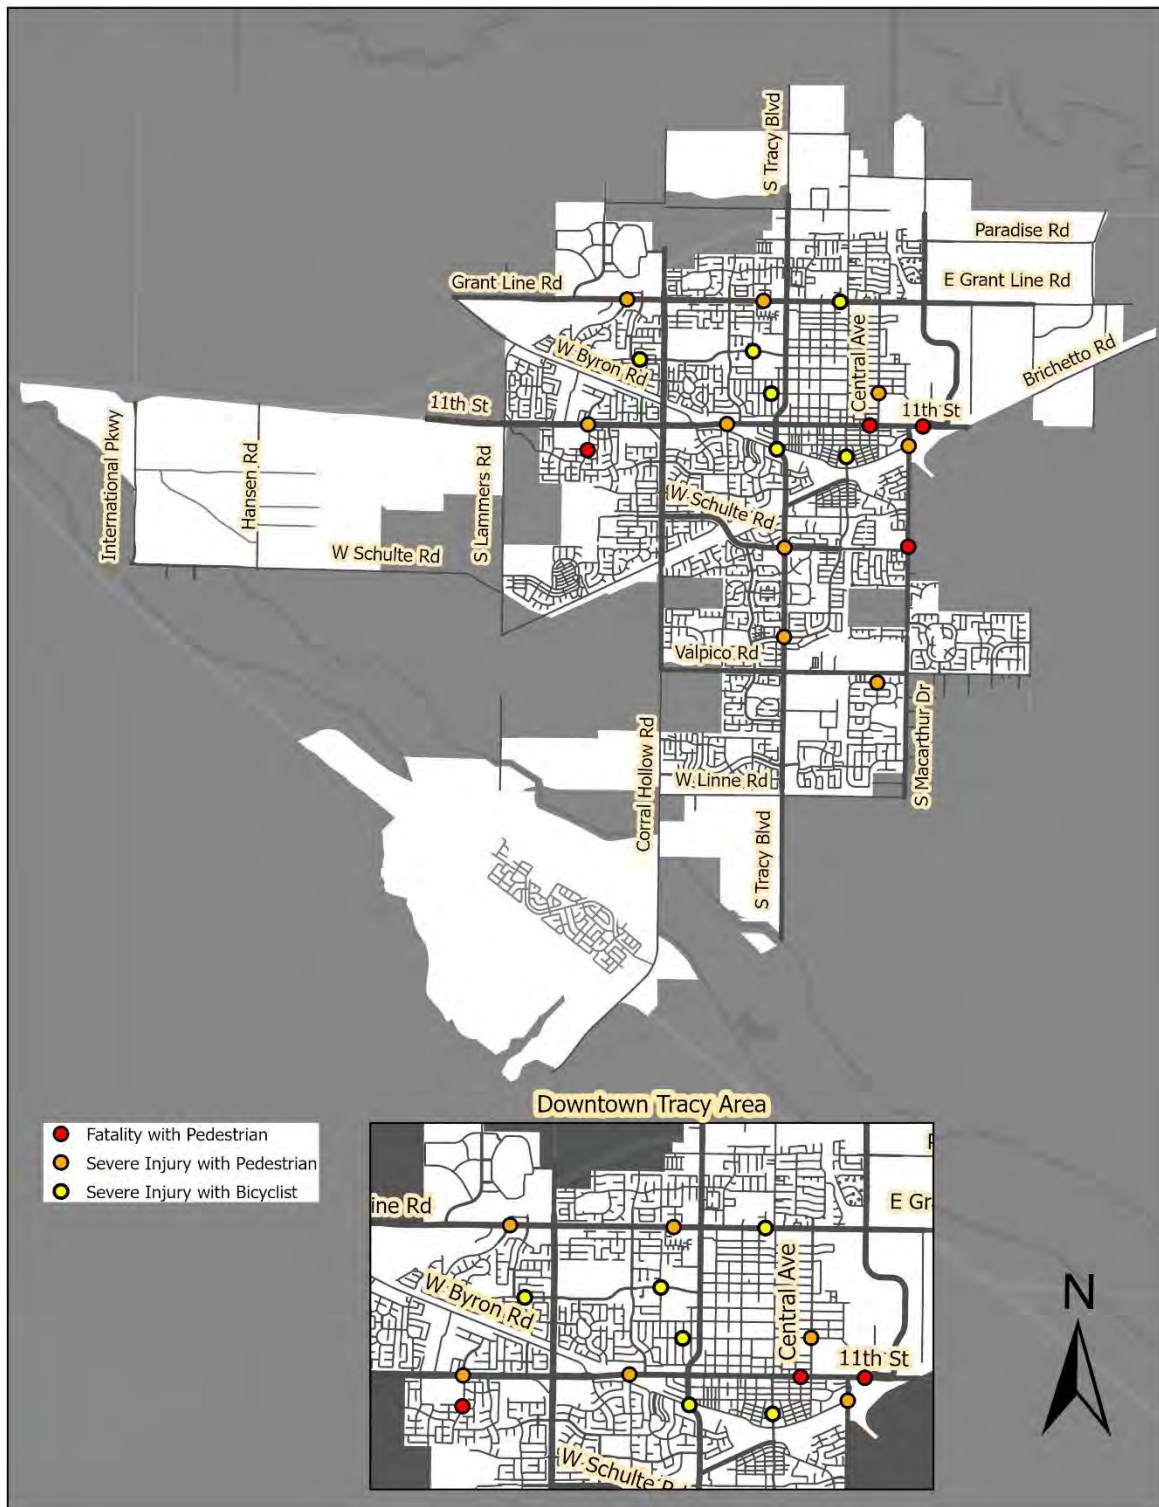 S Tracy Blvd
Paradise Rd
Grant Line Rd
E Grant Line Rd
W Byron Rd
Central Ave
Brichetto Rd
11th St
11th St
International Pkwy
Hansen Rd
S Lammers Rd
W Schulte Rd
W Schulte Rd
Valpico Rd
Corral Hollow Rd
S Macarthur Dr
W Linne Rd
S Tracy Blvd
Downtown Tracy Area
Fatality with Pedestrian
Severe Injury with Pedestrian
Severe Injury with Bicyclist
ine Rd
E Gr
W Byron Rd
Central Ave
11th St
W Schulte R
N